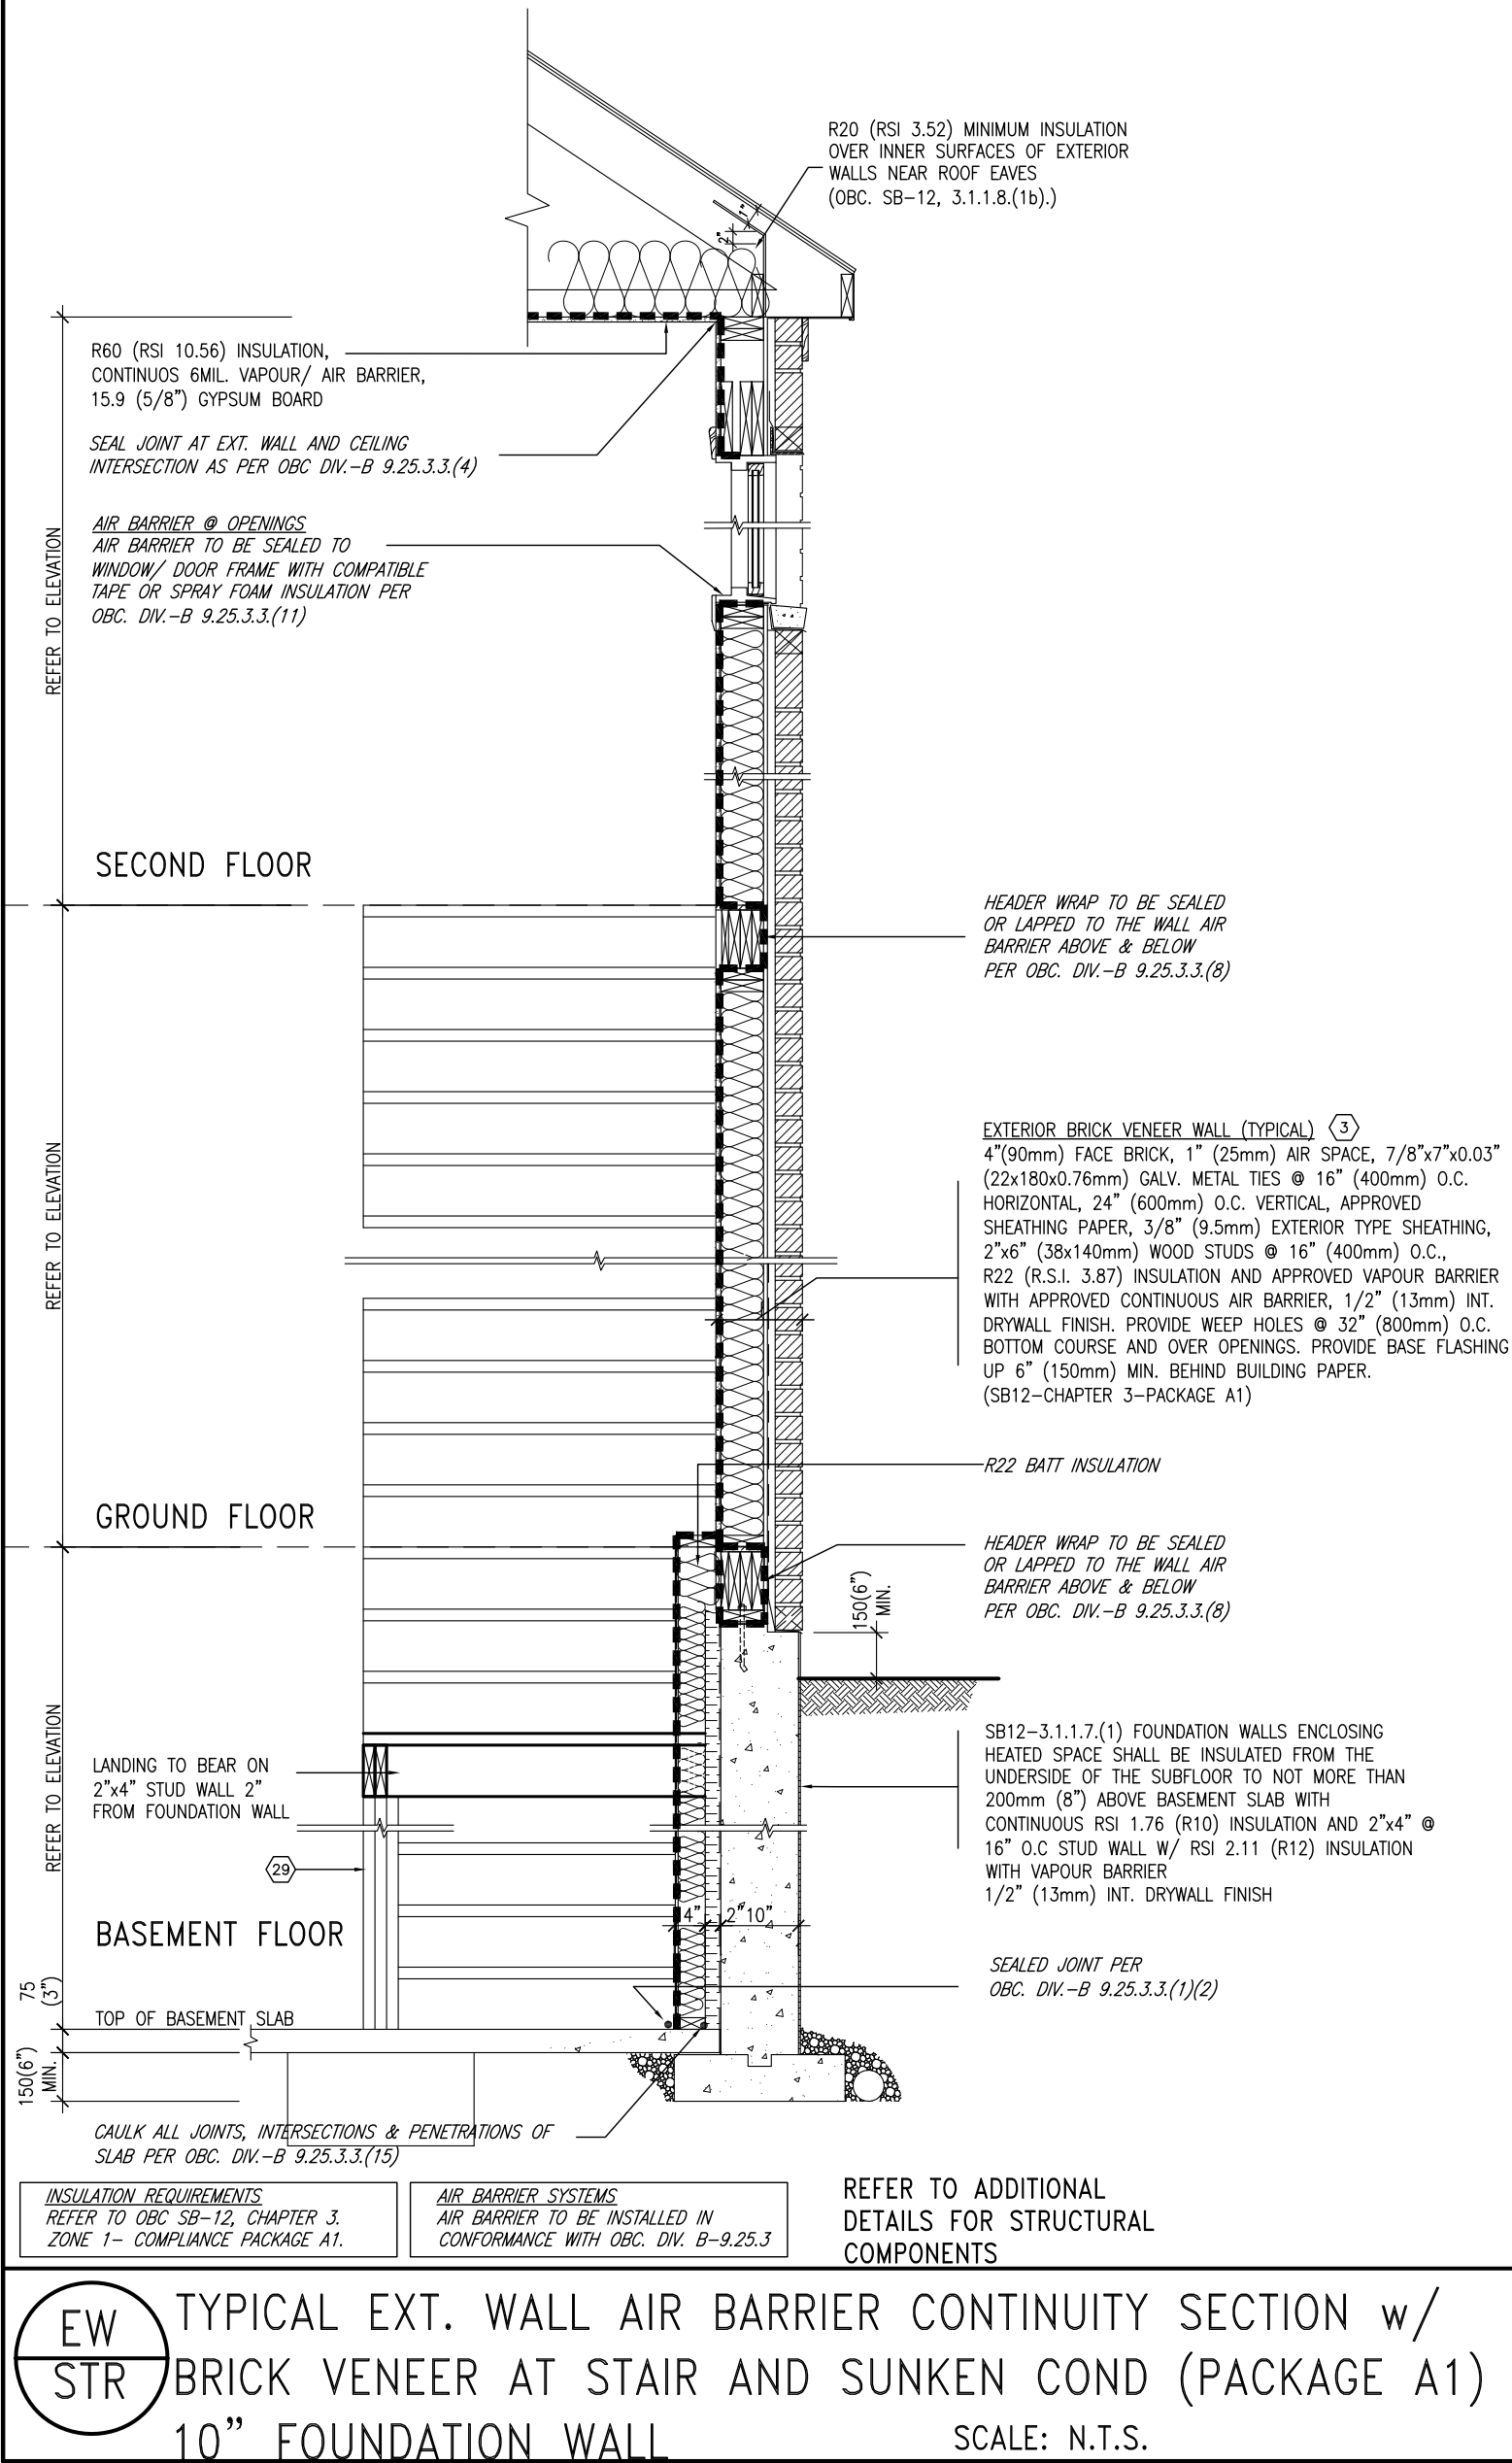 R20 (RSI 3.52) MINIMUM INSULATION
OVER INNER SURFACES OF EXTERIOR
WALLS NEAR ROOF EAVES
(OBC. SB-12, 3.1.1.8.(1b).)
1"
2"
R60 (RSI 10.56) INSULATION,
CONTINUOS 6MIL. VAPOUR/ AIR BARRIER,
15.9 (5/8") GYPSUM BOARD
SEAL JOINT AT EXT. WALL AND CEILING
INTERSECTION AS PER OBC DIV.-B 9.25.3.3.(4)
AIR BARRIER @ OPENINGS
AIR BARRIER TO BE SEALED TO
WINDOW/ DOOR FRAME WITH COMPATIBLE
TAPE OR SPRAY FOAM INSULATION PER
OBC. DIV.-B 9.25.3.3.(11)
REFER TO ELEVATION
SECOND FLOOR
HEADER WRAP TO BE SEALED
OR LAPPED TO THE WALL AIR
BARRIER ABOVE & BELOW
PER OBC. DIV.-B 9.25.3.3.(8)
REFER TO ELEVATION
EXTERIOR BRICK VENEER WALL (TYPICAL) 3
4"(90mm) FACE BRICK, 1" (25mm) AIR SPACE, 7/8"x7"x0.03"
(22x180x0.76mm) GALV. METAL TIES @ 16" (400mm) O.C.
HORIZONTAL, 24" (600mm) O.C. VERTICAL, APPROVED
SHEATHING PAPER, 3/8" (9.5mm) EXTERIOR TYPE SHEATHING,
2"x6" (38x140mm) WOOD STUDS @ 16" (400mm) O.C.,
R22 (R.S.I. 3.87) INSULATION AND APPROVED VAPOUR BARRIER
WITH APPROVED CONTINUOUS AIR BARRIER, 1/2" (13mm) INT.
DRYWALL FINISH. PROVIDE WEEP HOLES @ 32" (800mm) O.C.
BOTTOM COURSE AND OVER OPENINGS. PROVIDE BASE FLASHING
UP 6" (150mm) MIN. BEHIND BUILDING PAPER.
(SB12-CHAPTER 3-PACKAGE A1)
R22 BATT INSULATION
GROUND FLOOR
HEADER WRAP TO BE SEALED
OR LAPPED TO THE WALL AIR
BARRIER ABOVE & BELOW
PER OBC. DIV.-B 9.25.3.3.(8)
150(6")
MIN.
REFER TO ELEVATION
LANDING TO BEAR ON
2"x4" STUD WALL 2"
FROM FOUNDATION WALL
SB12-3.1.1.7.(1) FOUNDATION WALLS ENCLOSING
HEATED SPACE SHALL BE INSULATED FROM THE
UNDERSIDE OF THE SUBFLOOR TO NOT MORE THAN
200mm (8") ABOVE BASEMENT SLAB WITH
CONTINUOUS RSI 1.76 (R10) INSULATION AND 2"x4" @
16" O.C STUD WALL W/ RSI 2.11 (R12) INSULATION
WITH VAPOUR BARRIER
1/2" (13mm) INT. DRYWALL FINISH
29
4" 2" 10"
BASEMENT FLOOR
SEALED JOINT PER
OBC. DIV.-B 9.25.3.3.(1)(2)
75
(3")
TOP OF BASEMENT SLAB
150(6")
MIN.
CAULK ALL JOINTS, INTERSECTIONS & PENETRATIONS OF
SLAB PER OBC. DIV.-B 9.25.3.3.(15)
INSULATION REQUIREMENTS
REFER TO OBC SB-12, CHAPTER 3.
ZONE 1- COMPLIANCE PACKAGE A1.
AIR BARRIER SYSTEMS
AIR BARRIER TO BE INSTALLED IN
CONFORMANCE WITH OBC. DIV. B-9.25.3
REFER TO ADDITIONAL
DETAILS FOR STRUCTURAL
COMPONENTS
EW
STR
TYPICAL EXT. WALL AIR BARRIER CONTINUITY SECTION w/
BRICK VENEER AT STAIR AND SUNKEN COND (PACKAGE A1)
10" FOUNDATION WALL
SCALE: N.T.S.